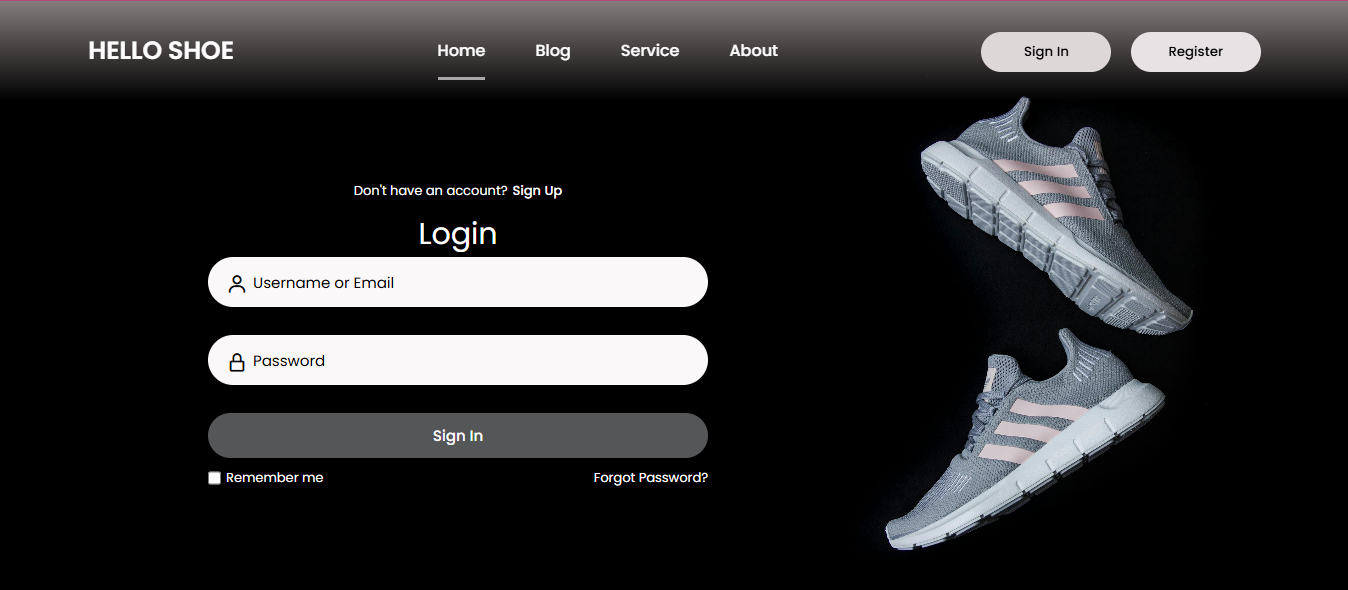 HELLO SHOE
Home Blog Service About
Sign In Register
Don't have an account? Sign Up
Login
Username or Email
Password
Sign In
Remember me Forgot Password?